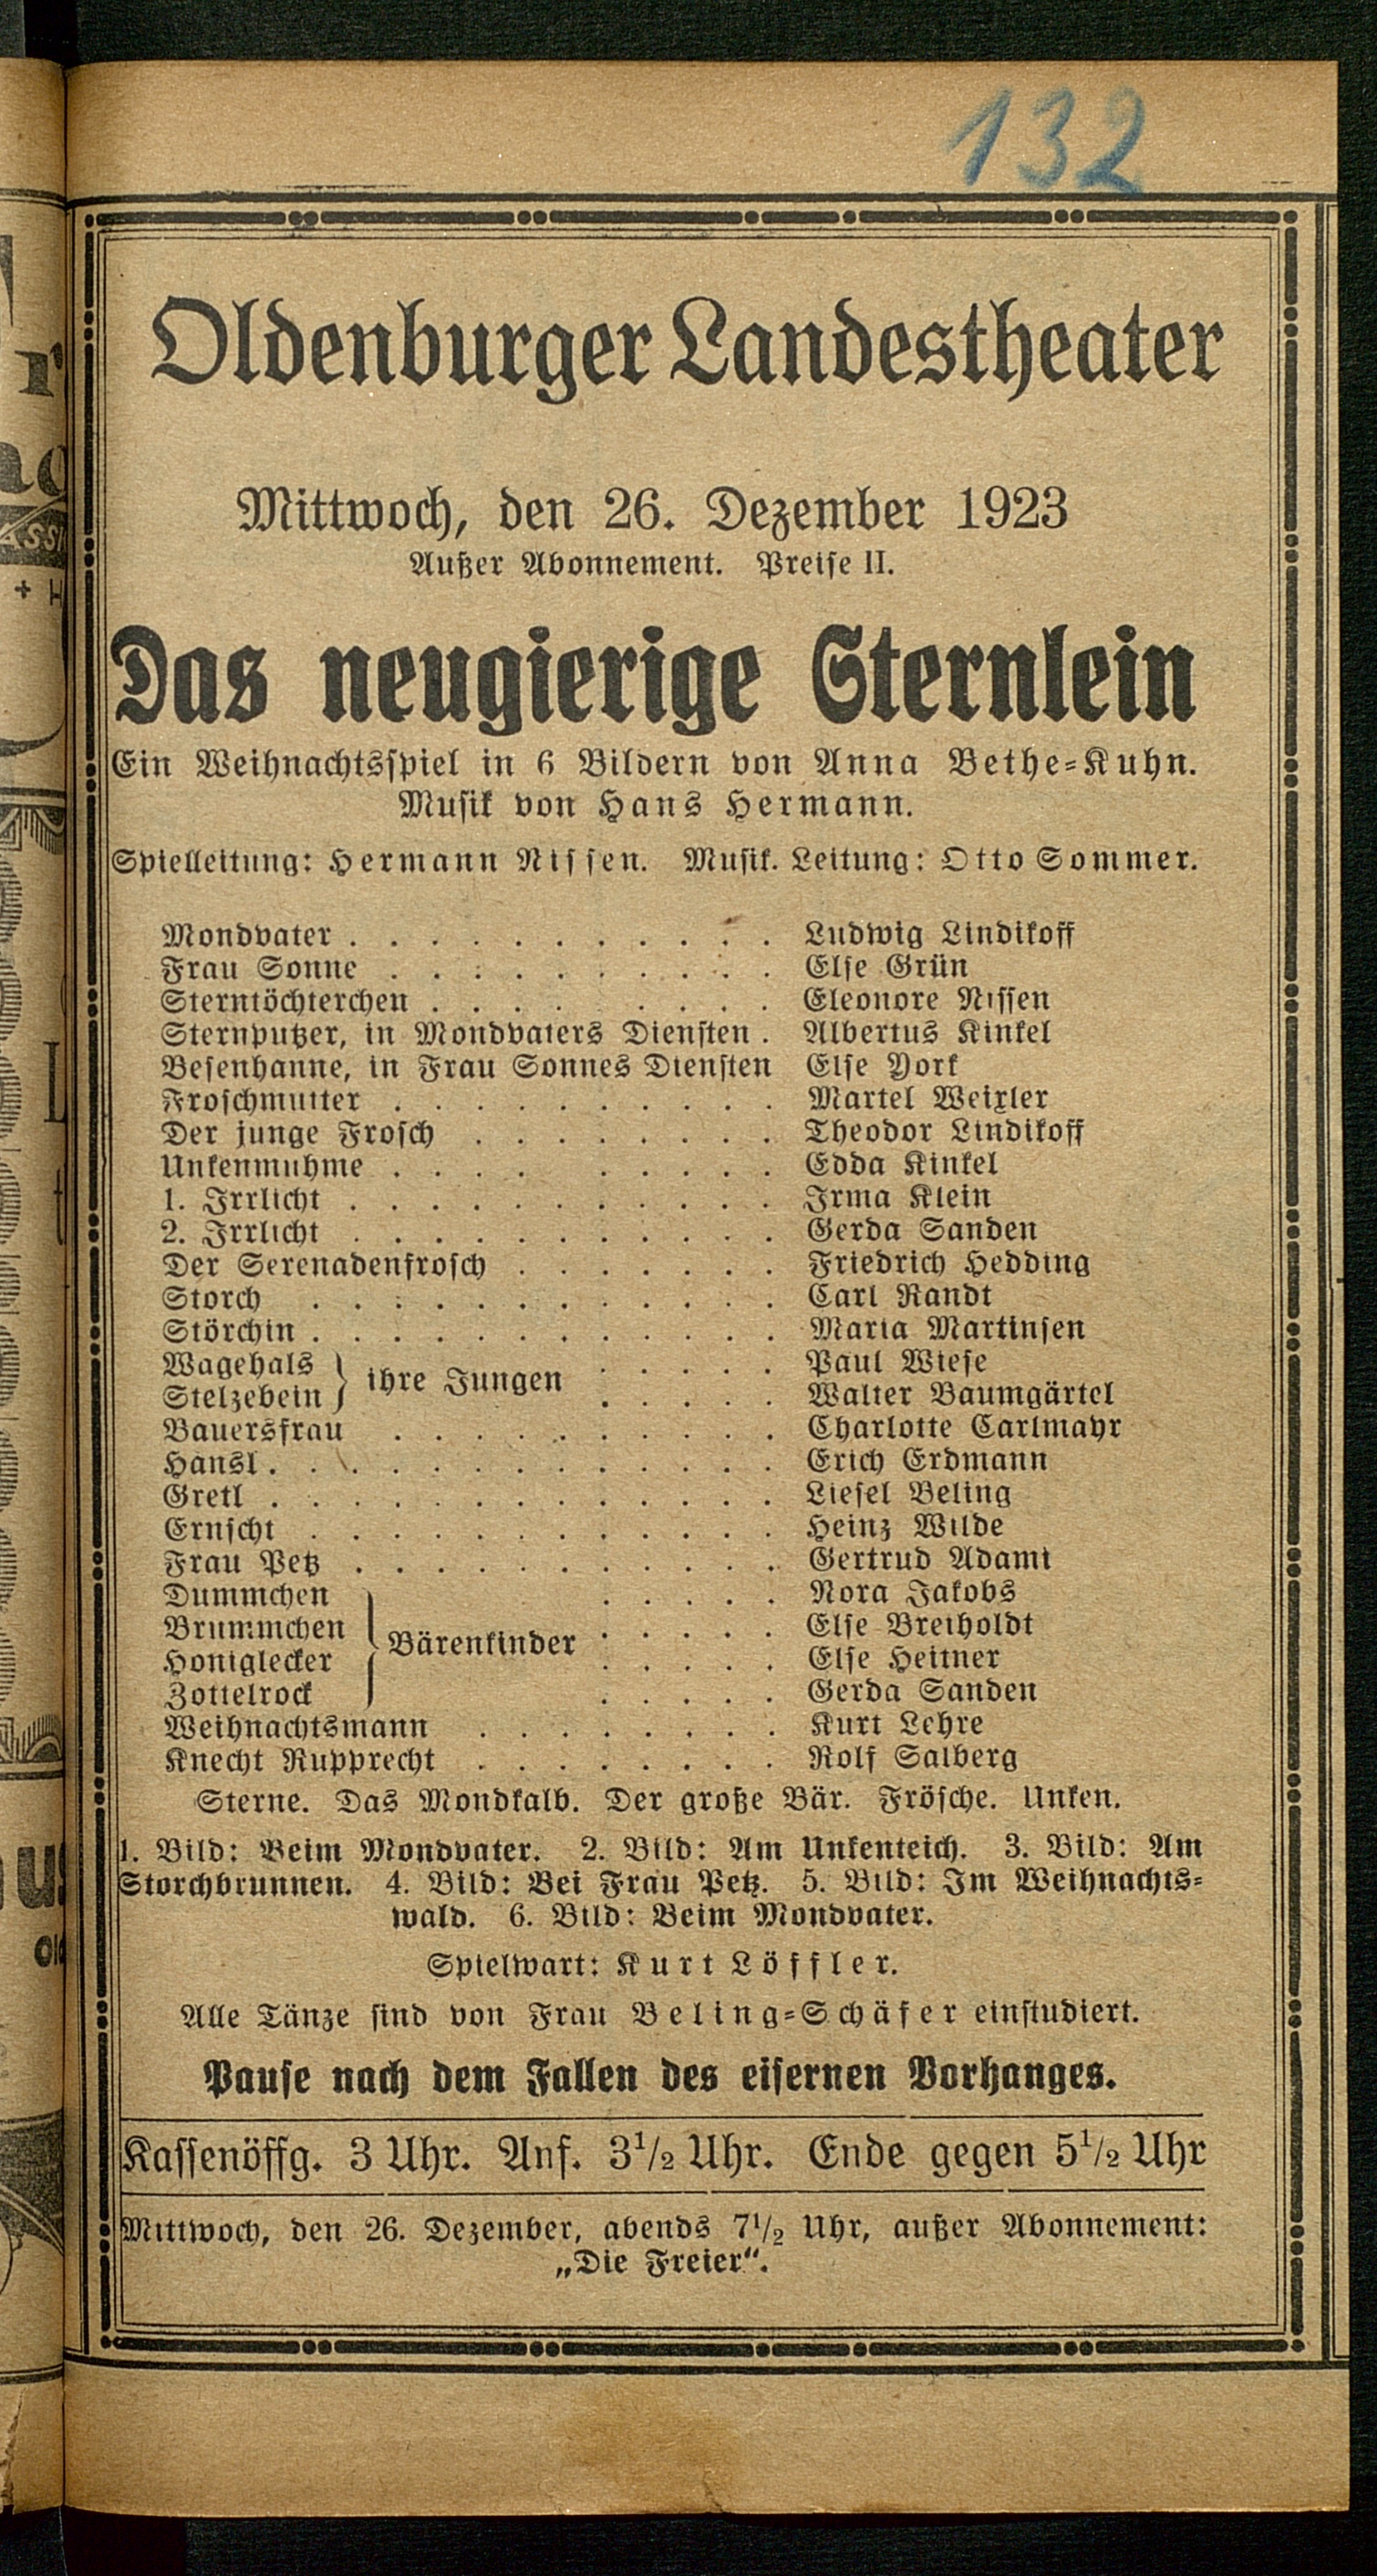 132
Oldenburger Landestheater
Mittwoch, den 26. Dezember 1923
Außer Abonnement. Preise II.
Das neugierige Sternlein
Ein Weihnachtsspiel in 6 Bildern von Anna Bethe-Kuhn.
Musik von Hans Hermann.
Spielleitung: Hermann Nissen. Musik. Leitung: Otto Sommer.
Mondvater . . . . . . . . . . . Ludwig Lindikoff
Frau Sonne . . . . . . . . . . Else Grün
Sterntöchterchen . . . . . . . . Eleonore Nissen
Sternputzer, in Mondvaters Diensten . Albertus Kinkel
Besenhanne, in Frau Sonnes Diensten Else York
Froschmutter . . . . . . . . . . Martel Weixler
Der junge Frosch . . . . . . . . Theodor Lindikoff
Unkenmuhme . . . . . . . . . Edda Kinkel
1. Irrlicht . . . . . . . . . . . Irma Klein
2. Irrlicht . . . . . . . . . . . Gerda Sanden
Der Serenadenfrosch . . . . . . . Friedrich Hedding
Storch . . . . . . . . . . . . Carl Randt
Störchin . . . . . . . . . . . . Maria Martinsen
Wagehals } ihre Jungen . . . . . Paul Wiese
Stelzebein } . . . . . Walter Baumgärtel
Bauersfrau . . . . . . . . . . Charlotte Carlmayr
Hansl . . . . . . . . . . . . . Erich Erdmann
Gretl . . . . . . . . . . . . . Liesel Beling
Ernscht . . . . . . . . . . . . Heinz Wilde
Frau Petz . . . . . . . . . . . Gertrud Adami
Dummchen . . . . . Nora Jakobs
Brummchen } Bärenkinder . . . . . Else Breiholdt
Honiglecker . . . . . Else Heitner
Zottelrock . . . . . Gerda Sanden
Weihnachtsmann . . . . . . . . Kurt Lehre
Knecht Rupprecht . . . . . . . . Rolf Salberg
Sterne. Das Mondkalb. Der große Bär. Frösche. Unken.
1. Bild: Beim Mondvater. 2. Bild: Am Unkenteich. 3. Bild: Am
Storchbrunnen. 4. Bild: Bei Frau Petz. 5. Bild: Im Weihnachts-
wald. 6. Bild: Beim Mondvater.
Spielwart: Kurt Löffler.
Alle Tänze sind von Frau Beling-Schäfer einstudiert.
Pause nach dem Fallen des eisernen Vorhanges.
Kassenöffg. 3 Uhr. Anf. 3½ Uhr. Ende gegen 5½ Uhr
Mittwoch, den 26. Dezember, abends 7½ Uhr, außer Abonnement:
„Die Freier“.